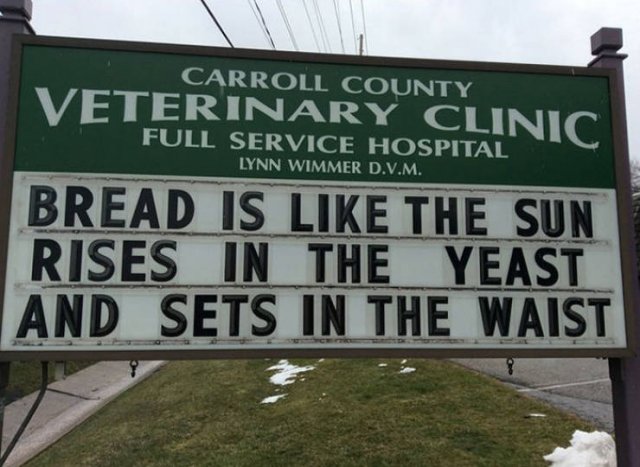 CARROLL COUNTY
VETERINARY CLINIC
FULL SERVICE HOSPITAL
LYNN WIMMER D.V.M.
BREAD IS LIKE THE SUN
RISES IN THE YEAST
AND SETS IN THE WAIST